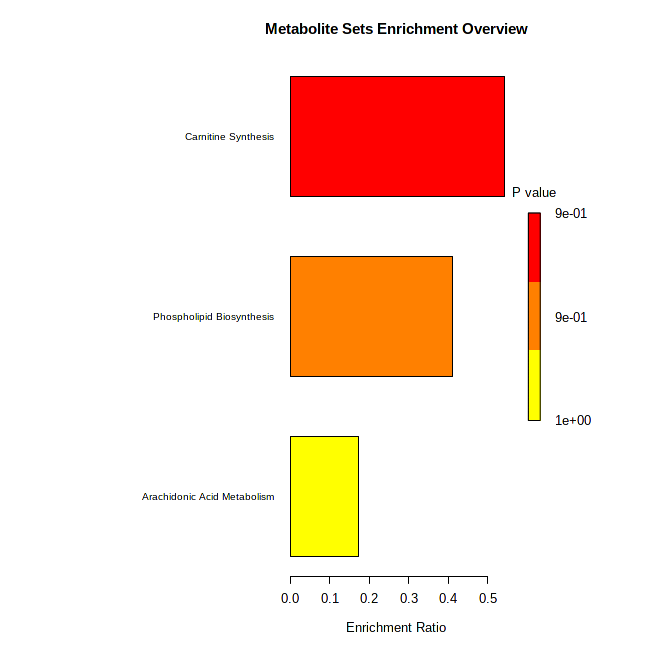 Metabolite Sets Enrichment Overview
Carnitine Synthesis
P value
9e-01
Phospholipid Biosynthesis
9e-01
1e+00
Arachidonic Acid Metabolism
0.0 0.1 0.2 0.3 0.4 0.5
Enrichment Ratio